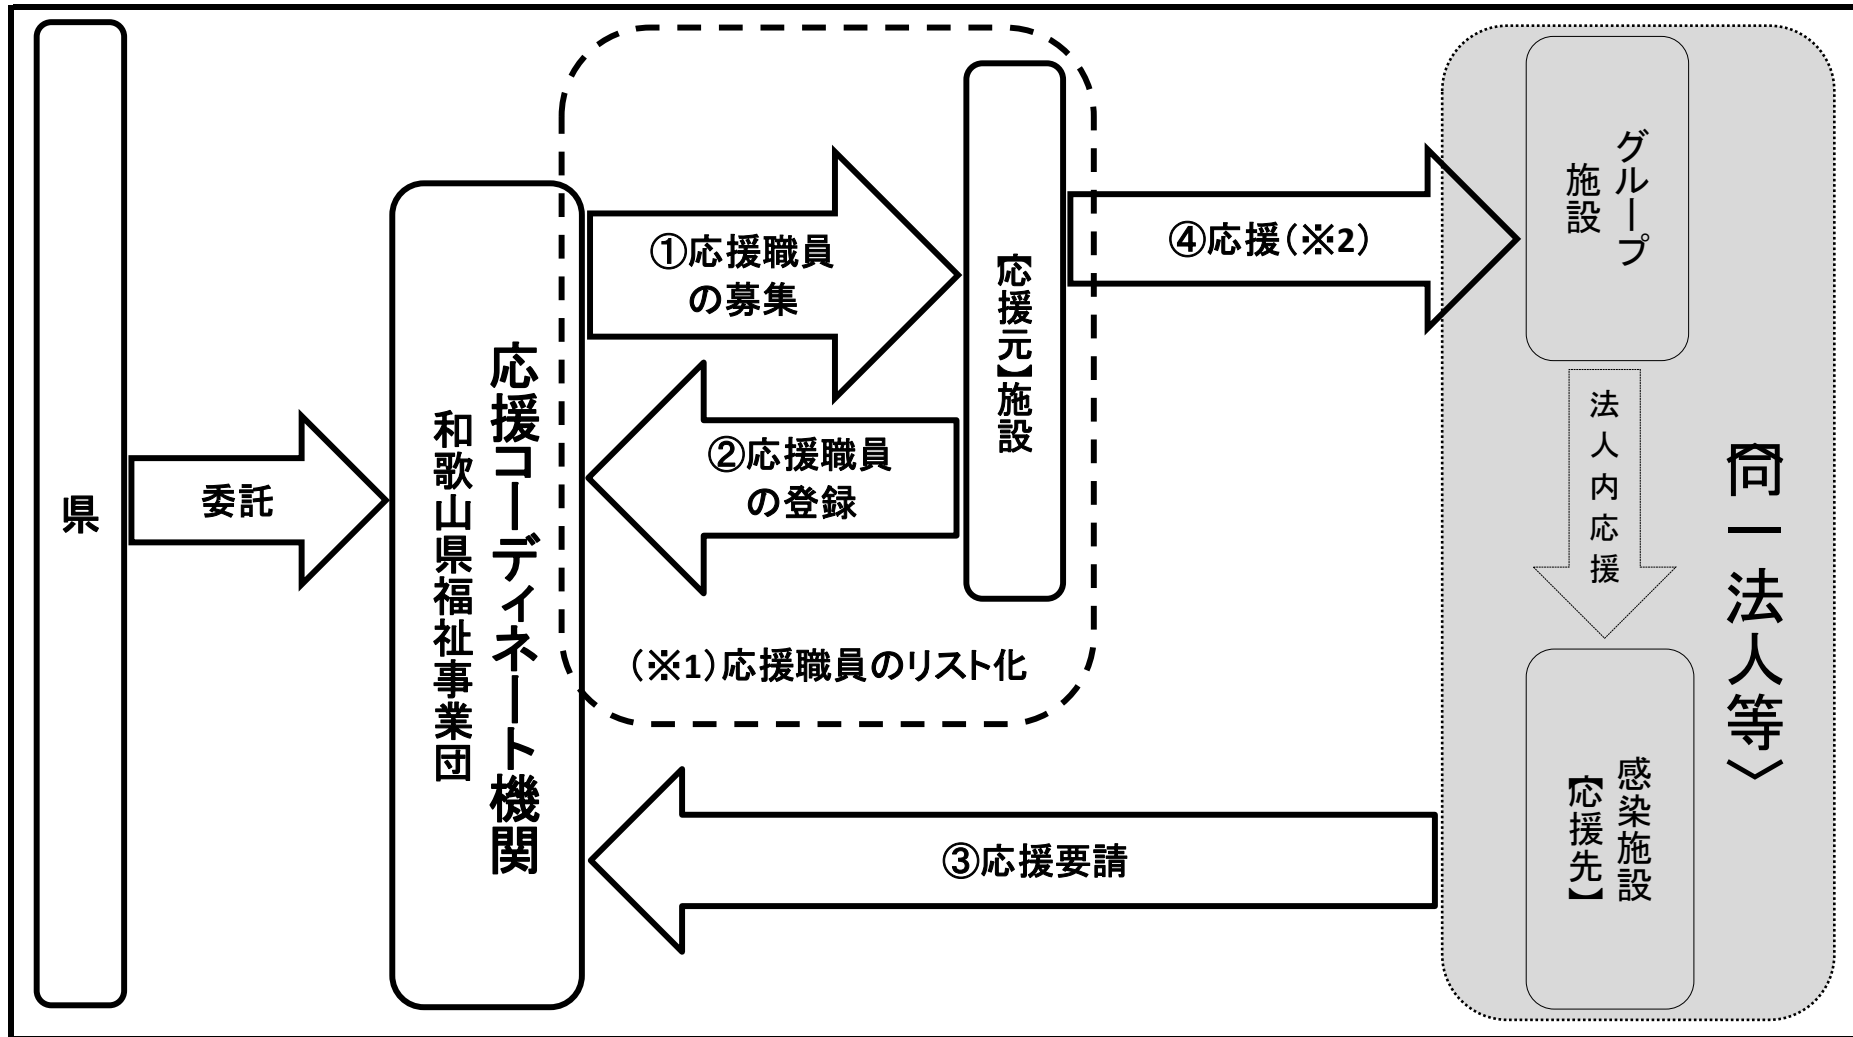 県
委託
応援コーディネート機関
和歌山県福祉事業団
①応援職員
の募集
②応援職員
の登録
【応援元】施設
(※1)応援職員のリスト化
③応援要請
④応援(※2)
グループ
施設
法人内応援
感染施設
【応援先】
〈同一法人等〉